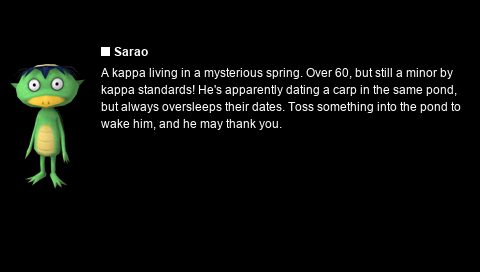 Sarao
A kappa living in a mysterious spring. Over 60, but still a minor by
kappa standards! He's apparently dating a carp in the same pond,
but always oversleeps their dates. Toss something into the pond to
wake him, and he may thank you.